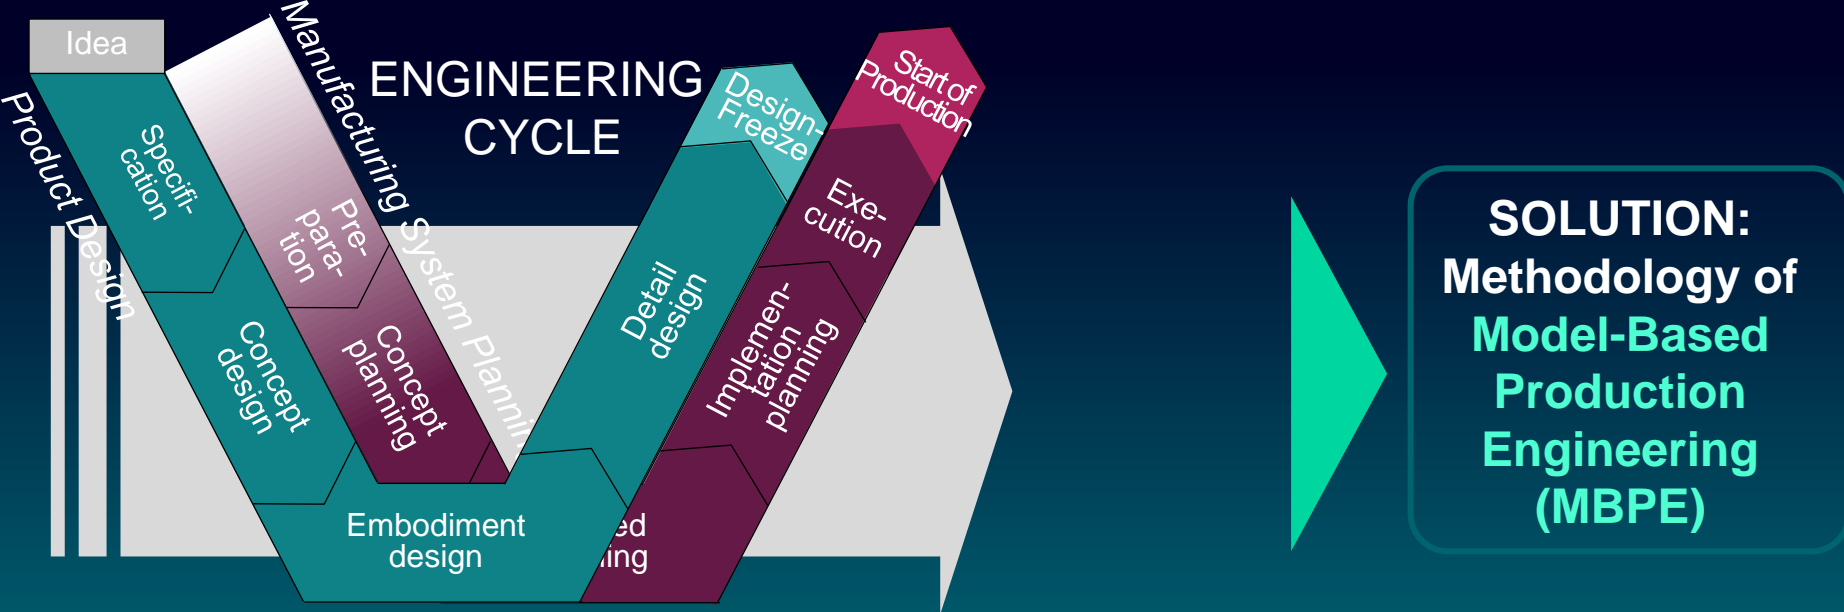 Idea
Product Design
Specifi-
cation
Concept
design
Manufacturing System Plannin
Pre-
para-
tion
Concept
planning
ENGINEERING
CYCLE
Embodiment
design
ed
ing
Detail
design
Design-
Freeze
Implemen-
tation
planning
Exe-
cution
Start of
Production
SOLUTION:
Methodology of
Model-Based
Production
Engineering
(MBPE)